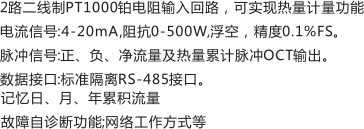 2路二线制PT1000铂电阻输入回路，可实现热量计量功能
电流信号:4-20mA,阻抗0-500W,浮空，精度0.1%FS。
脉冲信号:正、负、净流量及热量累计脉冲OCT输出。
数据接口:标准隔离RS-485接口。
记忆日、月、年累积流量
故障自诊断功能;网络工作方式等